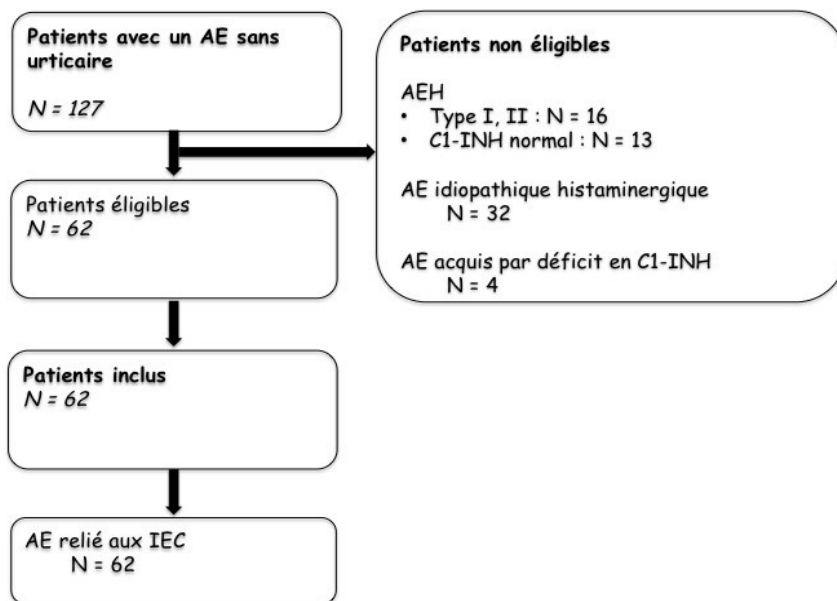 Patients avec un AE sans
urticaire
N = 127
Patients éligibles
N = 62
Patients inclus
N = 62
AE relié aux IEC
N = 62
Patients non éligibles
AEH
• Type I, II : N = 16
• C1-INH normal : N = 13
AE idiopathique histaminergique
N = 32
AE acquis par déficit en C1-INH
N = 4